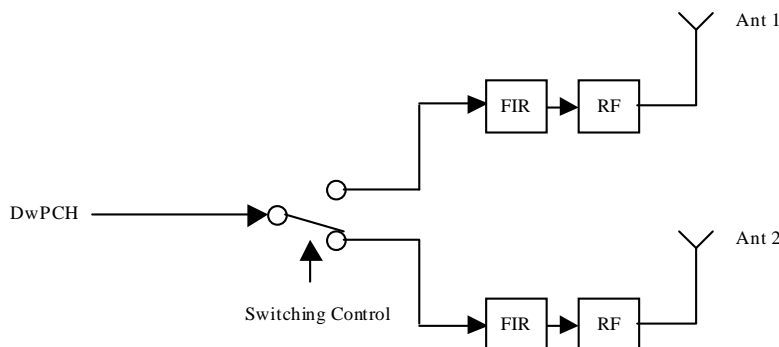 Ant 1
FIR
RF
DwPCH
Ant 2
Switching Control
FIR
RF